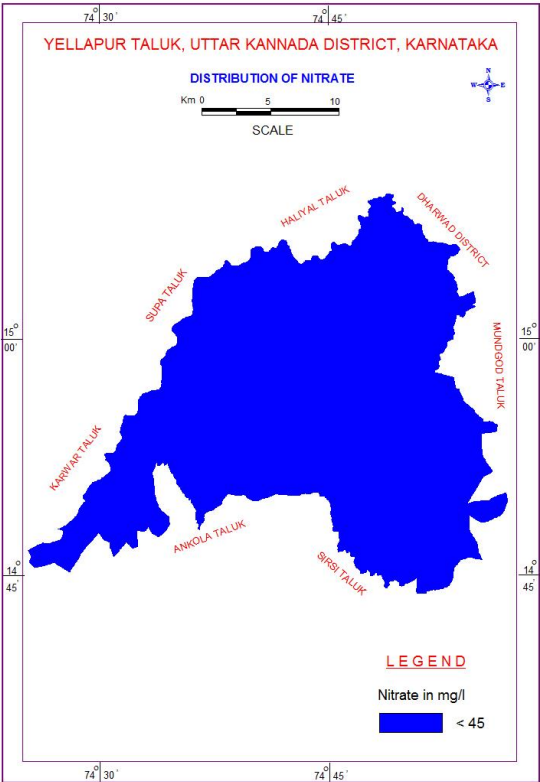 74° 30' 74° 45'
YELLAPUR TALUK, UTTAR KANNADA DISTRICT, KARNATAKA
DISTRIBUTION OF NITRATE
N
W E
S
Km 0 5 10
SCALE
HALIYAL TALUK
DHARWAD DISTRICT
SUPA TALUK
15° 00' 15° 00'
MUNDGOD TALUK
KARWAR TALUK
ANKOLA TALUK
SIRSI TALUK
14° 45' 14° 45'
LEGEND
Nitrate in mg/l
< 45
74° 30' 74° 45'